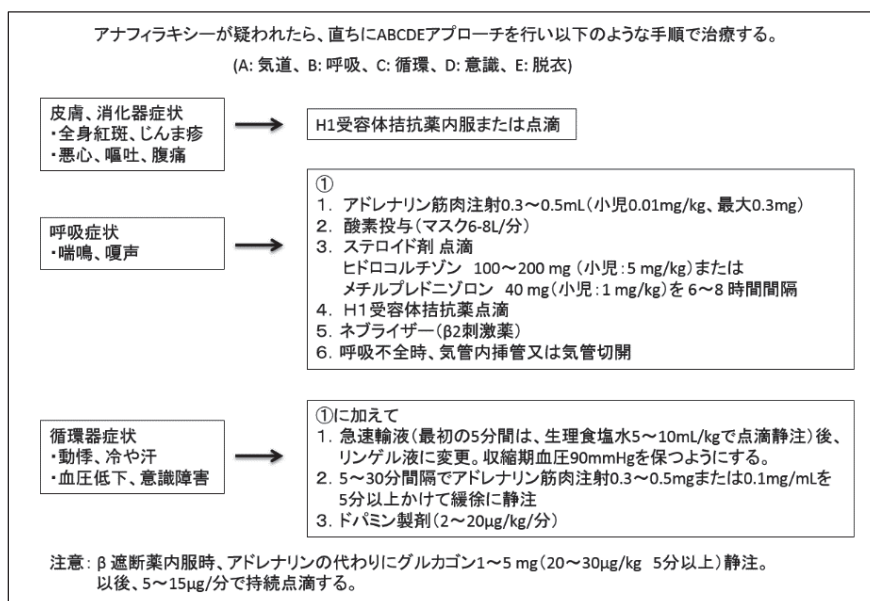 アナフィラキシーが疑われたら、直ちにABCDEアプローチを行い以下のような手順で治療する。
(A: 気道、B: 呼吸、C: 循環、D: 意識、E: 脱衣)
皮膚、消化器症状
・全身紅斑、じんま疹
・悪心、嘔吐、腹痛
H1受容体拮抗薬内服または点滴
呼吸症状
・喘鳴、嗄声
①
1. アドレナリン筋肉注射0.3～0.5mL(小児0.01mg/kg、最大0.3mg)
2. 酸素投与(マスク6-8L/分)
3. ステロイド剤 点滴
ヒドロコルチゾン 100～200 mg (小児:5 mg/kg)または
メチルプレドニゾロン 40 mg(小児:1 mg/kg)を 6～8 時間間隔
4. H1受容体拮抗薬点滴
5. ネブライザー(β2刺激薬)
6. 呼吸不全時、気管内挿管又は気管切開
循環器症状
・動悸、冷や汗
・血圧低下、意識障害
①に加えて
1. 急速輸液(最初の5分間は、生理食塩水5～10mL/kgで点滴静注)後、
リンゲル液に変更。収縮期血圧90mmHgを保つようにする。
2. 5～30分間隔でアドレナリン筋肉注射0.3～0.5mgまたは0.1mg/mLを
5分以上かけて緩徐に静注
3. ドパミン製剤(2～20μg/kg/分)
注意: β 遮断薬内服時、アドレナリンの代わりにグルカゴン1～5 mg(20～30μg/kg 5分以上)静注。
以後、5～15μg/分で持続点滴する。